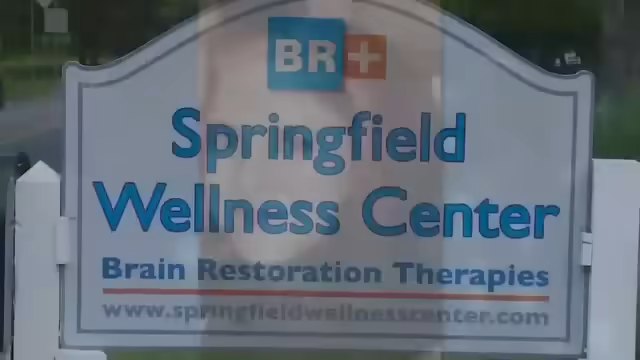 BR+
Springfield
Wellness Center
Brain Restoration Therapies
www.springfieldwellnesscenter.com